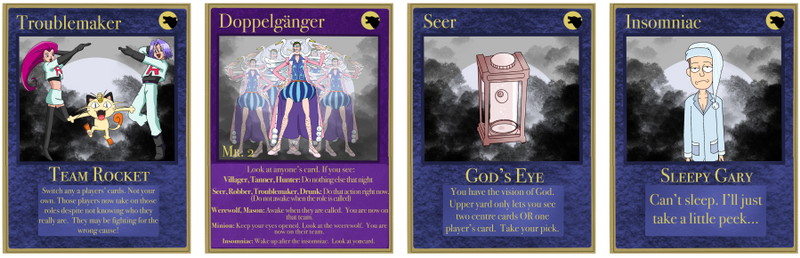 Troublemaker
TEAM ROCKET
Switch any a players' cards. Not your
own. Those players now take on those
roles despite not knowing who they
really are. They may be fighting for the
wrong cause!
Doppelgänger
MR. 2
Look at anyone's card. If you see:
Villager, Tanner, Hunter: Do nothing else that night
Seer, Robber, Troublemaker, Drunk: Do that action right now,
(Do not awake when the role is called)
Werewolf, Mason: Awake when they are called. You are now on
that team.
Minion: Keep your eyes opened. Look at the werewolf. You are
now on their team.
Insomniac: Wake up after the insomniac. Look at
Seer
GOD'S EYE
You have the vision of God.
Upper yard only lets you see
two centre cards OR one
player's card. Take your pick.
Insomniac
SLEEPY GARY
Can't sleep. I'll just
take a little peek...